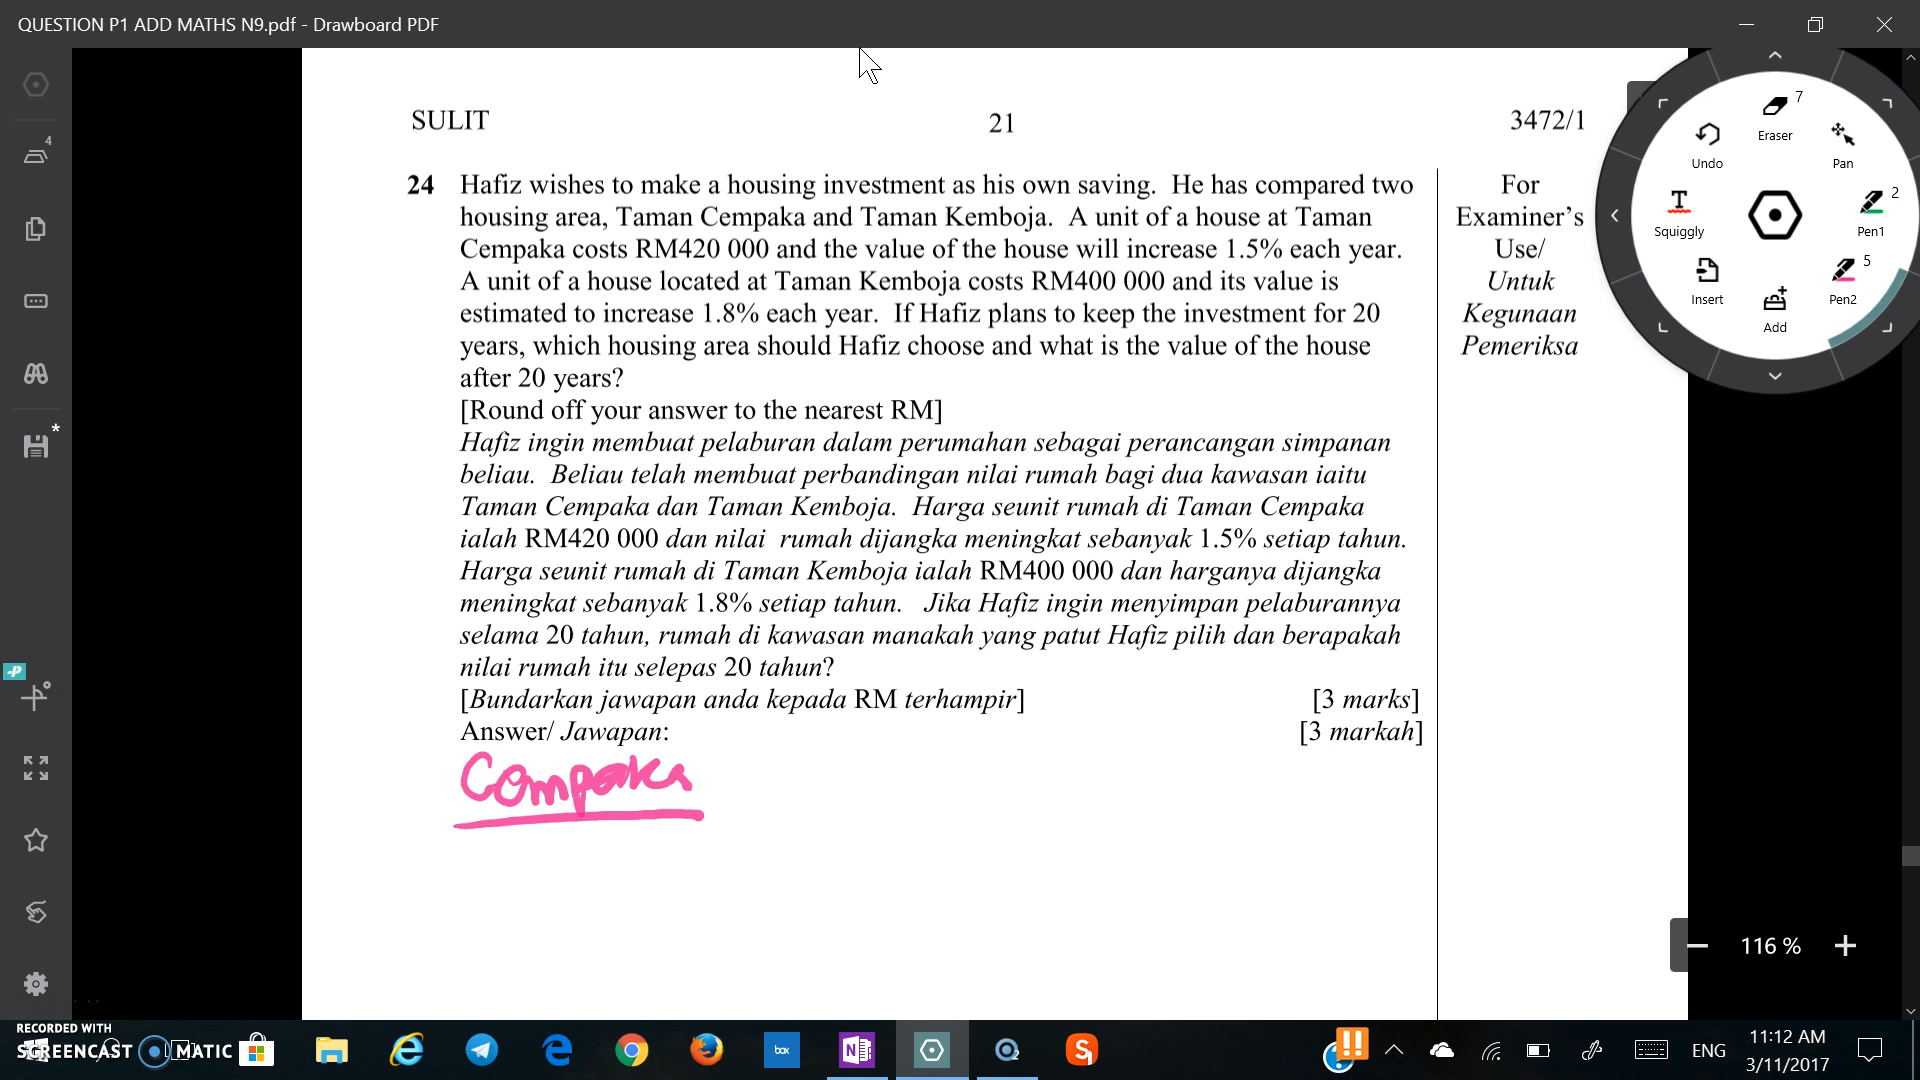 QUESTION P1 ADD MATHS N9.pdf - Drawboard PDF
SULIT 21 3472/1
24 Hafiz wishes to make a housing investment as his own saving. He has compared two
housing area, Taman Cempaka and Taman Kemboja. A unit of a house at Taman
Cempaka costs RM420 000 and the value of the house will increase 1.5% each year.
A unit of a house located at Taman Kemboja costs RM400 000 and its value is
estimated to increase 1.8% each year. If Hafiz plans to keep the investment for 20
years, which housing area should Hafiz choose and what is the value of the house
after 20 years?
[Round off your answer to the nearest RM]
Hafiz ingin membuat pelaburan dalam perumahan sebagai perancangan simpanan
beliau. Beliau telah membuat perbandingan nilai rumah bagi dua kawasan iaitu
Taman Cempaka dan Taman Kemboja. Harga seunit rumah di Taman Cempaka
ialah RM420 000 dan nilai rumah dijangka meningkat sebanyak 1.5% setiap tahun.
Harga seunit rumah di Taman Kemboja ialah RM400 000 dan harganya dijangka
meningkat sebanyak 1.8% setiap tahun. Jika Hafiz ingin menyimpan pelaburannya
selama 20 tahun, rumah di kawasan manakah yang patut Hafiz pilih dan berapakah
nilai rumah itu selepas 20 tahun?
[Bundarkan jawapan anda kepada RM terhampir] [3 marks]
Answer/ Jawapan: [3 markah]
Cempaka
For
Examiner's
Use/
Untuk
Kegunaan
Pemeriksa
Eraser 7
Undo
Pan
Squiggly
Pen1 2
Insert
Pen2 5
Add
4
116 %
RECORDED WITH
SCREENCAST MATIC
box
N
2
S
ENG
11:12 AM
3/11/2017